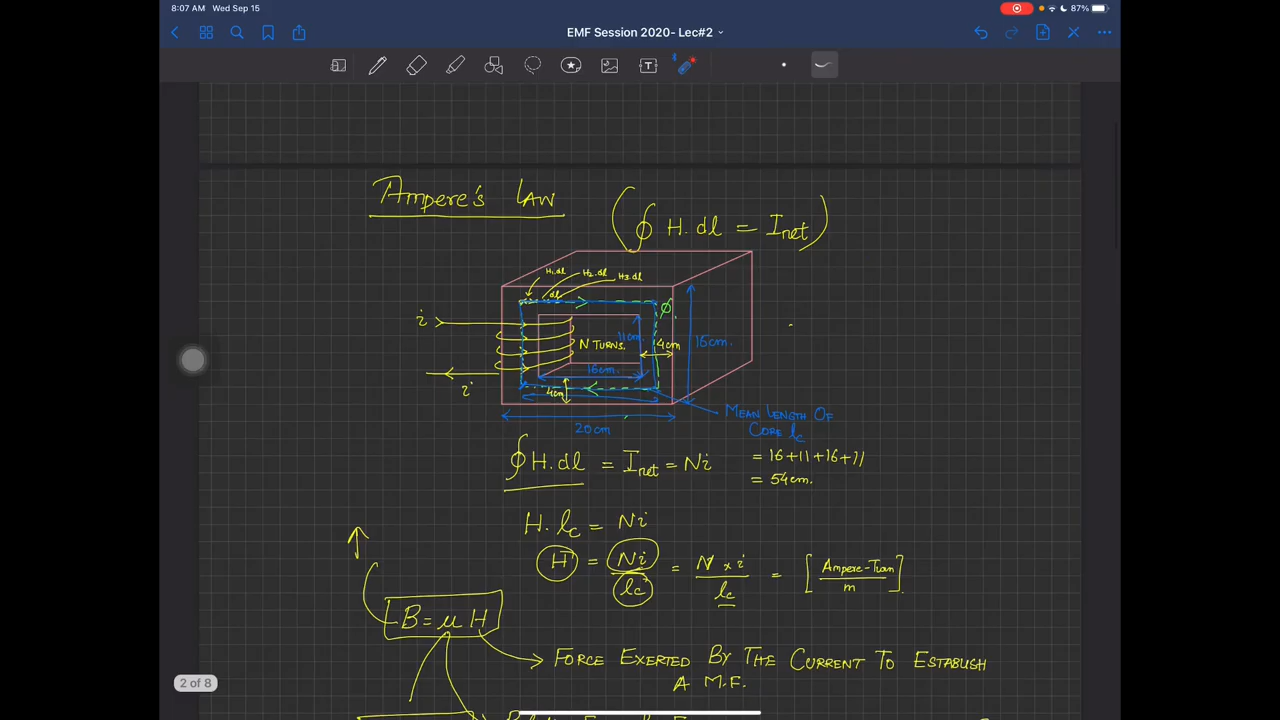 8:07 AM Wed Sep 15
87%
EMF Session 2020- Lec#2
AMPERE'S LAW
(∮ H.dl = Inet)
H1.dl H2.dl H3.dl
dl
ϕ
i
N TURNS.
11cm.
4cm
15cm.
16cm.
i
4cm
20cm
MEAN LENGTH OF
CORE lc
= 16+11+16+11
= 54cm.
∮ H.dl = Inet = Ni
H.lc = Ni
H = Ni/lc = N x i/lc = [Ampere-Turn/m].
B = μ H
FORCE EXERTED BY THE CURRENT TO ESTABLISH
A M.F.
2 of 8